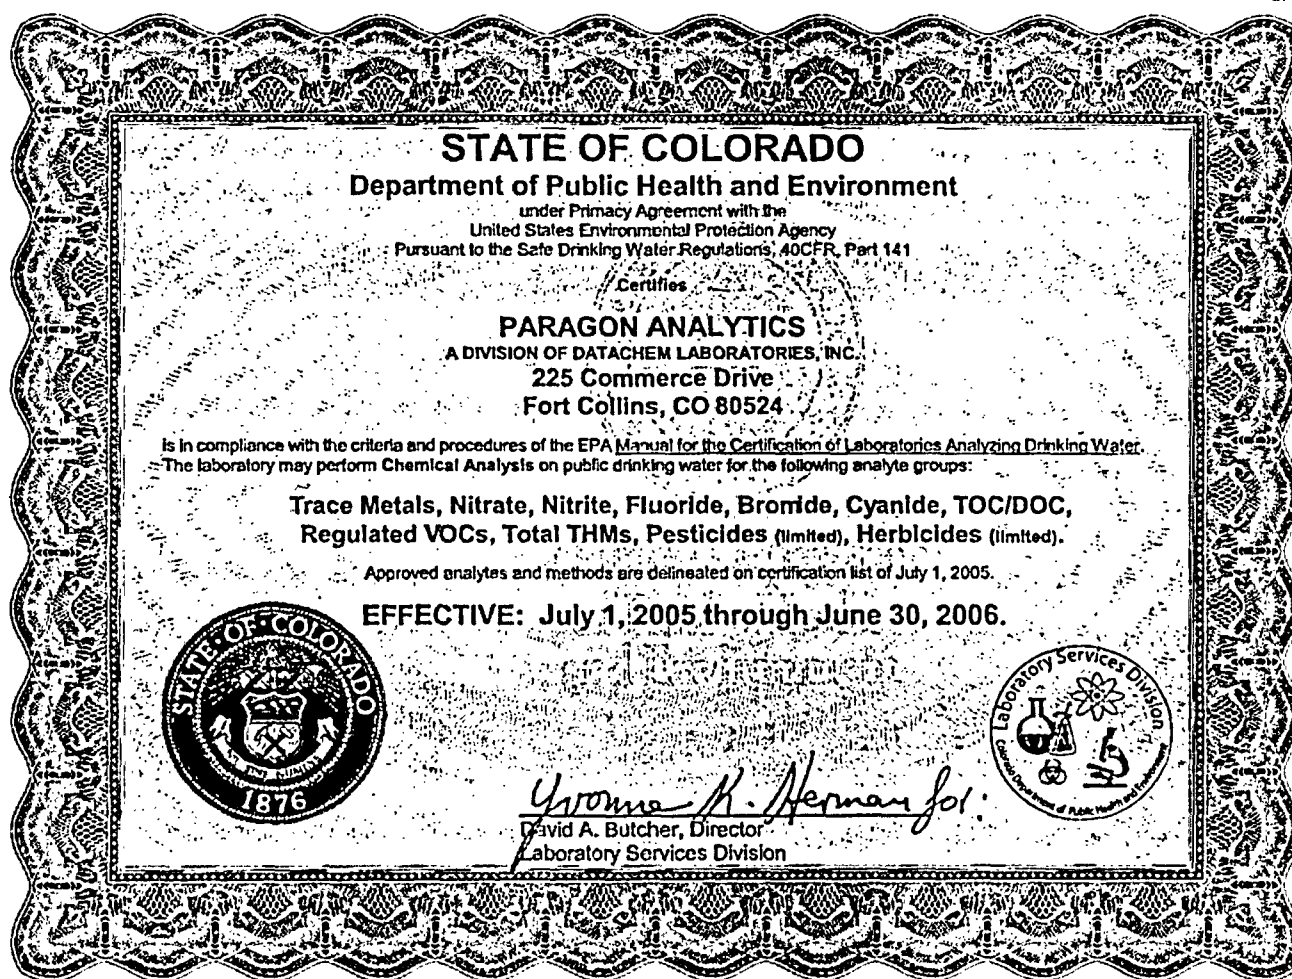 STATE OF COLORADO
Department of Public Health and Environment
under Primacy Agreement with the
United States Environmental Protection Agency
Pursuant to the Safe Drinking Water Regulations, 40CFR, Part 141
Certifies
PARAGON ANALYTICS
A DIVISION OF DATACHEM LABORATORIES, INC.
225 Commerce Drive
Fort Collins, CO 80524
is in compliance with the criteria and procedures of the EPA Manual for the Certification of Laboratories Analyzing Drinking Water.
The laboratory may perform Chemical Analysis on public drinking water for the following analyte groups:
Trace Metals, Nitrate, Nitrite, Fluoride, Bromide, Cyanide, TOC/DOC,
Regulated VOCs, Total THMs, Pesticides (limited), Herbicides (limited).
Approved analytes and methods are delineated on certification list of July 1, 2005.
EFFECTIVE: July 1, 2005 through June 30, 2006.
STATE OF COLORADO
1876
Laboratory Services Division
Colorado Department of Public Health and Environment
Yvonne K. Herman for:
David A. Butcher, Director
Laboratory Services Division